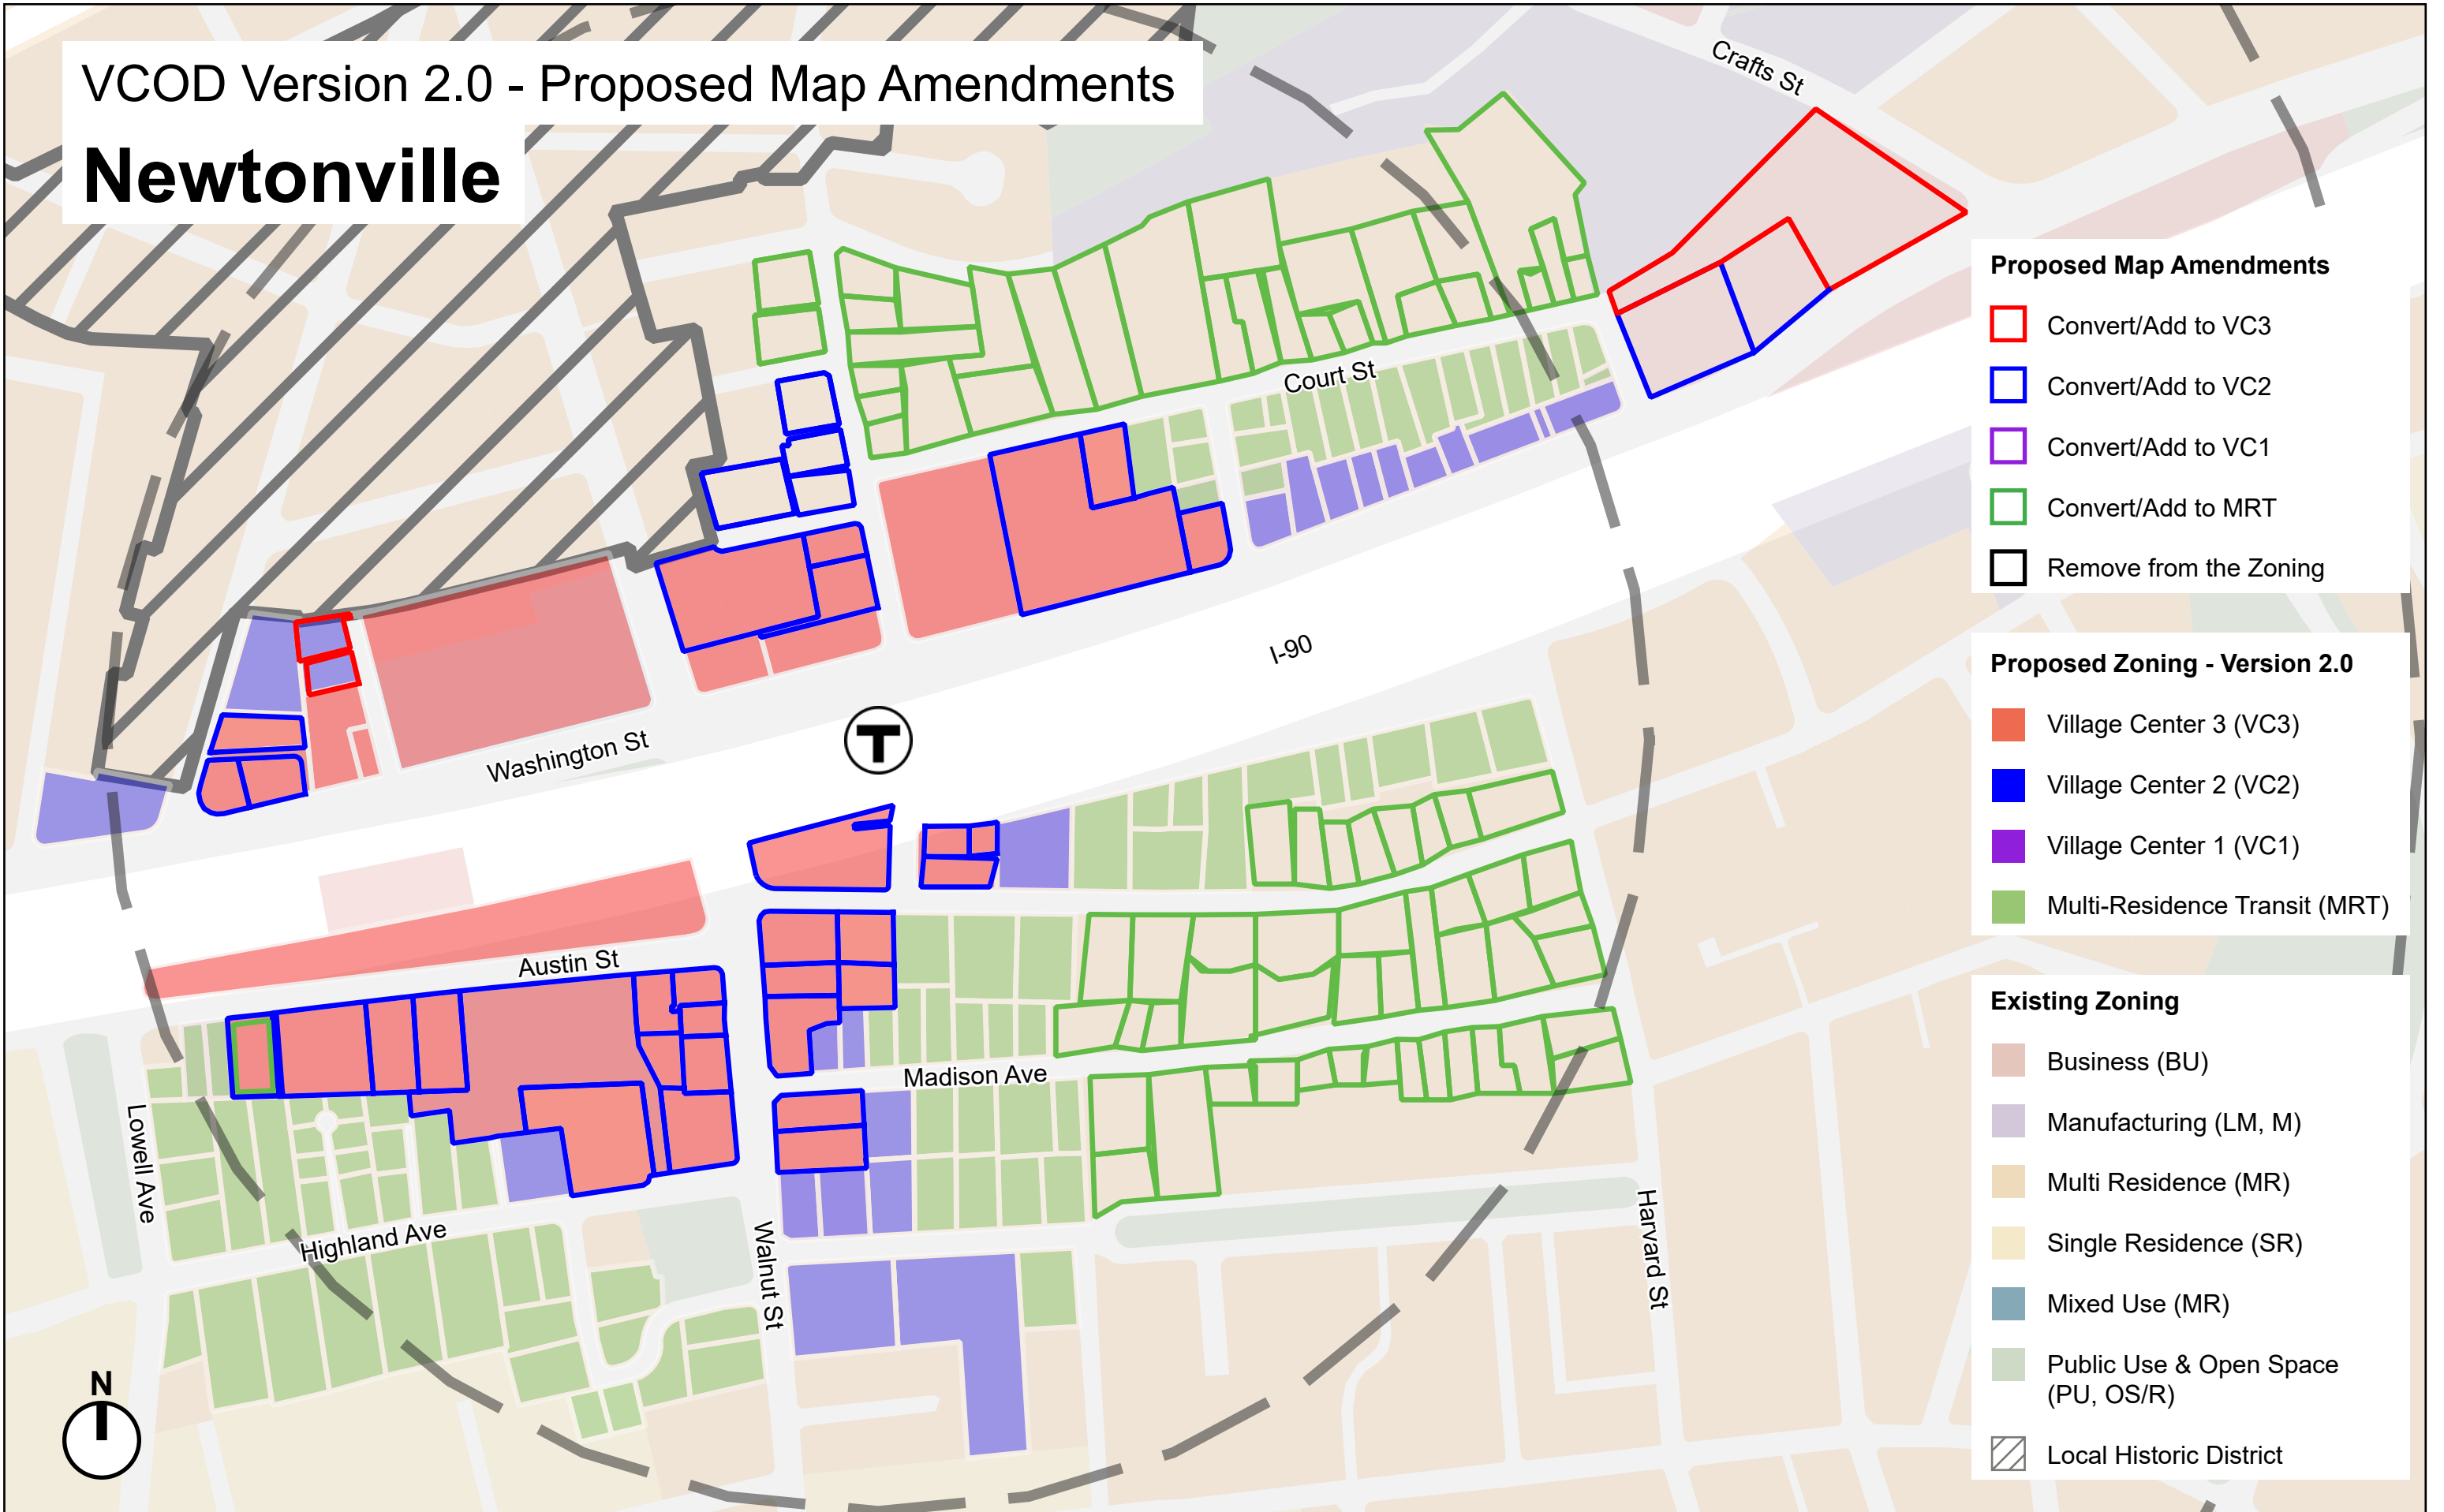 VCOD Version 2.0 - Proposed Map Amendments
Newtonville
Crafts St
Court St
I-90
Washington St
T
Austin St
Madison Ave
Lowell Ave
Highland Ave
Walnut St
Harvard St
N
Proposed Map Amendments
Convert/Add to VC3
Convert/Add to VC2
Convert/Add to VC1
Convert/Add to MRT
Remove from the Zoning
Proposed Zoning - Version 2.0
Village Center 3 (VC3)
Village Center 2 (VC2)
Village Center 1 (VC1)
Multi-Residence Transit (MRT)
Existing Zoning
Business (BU)
Manufacturing (LM, M)
Multi Residence (MR)
Single Residence (SR)
Mixed Use (MR)
Public Use & Open Space
(PU, OS/R)
Local Historic District